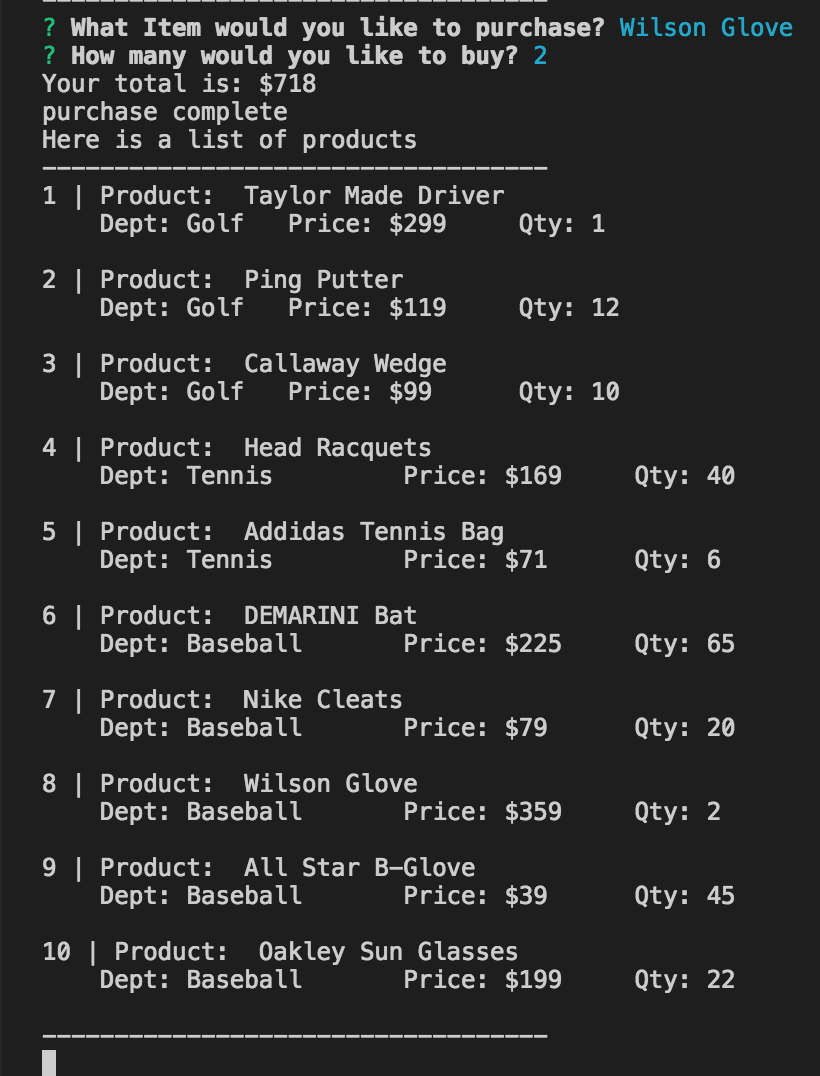 -----------------------------------
? What Item would you like to purchase? Wilson Glove
? How many would you like to buy? 2
Your total is: $718
purchase complete
Here is a list of products
-----------------------------------
1 | Product:  Taylor Made Driver
    Dept: Golf   Price: $299     Qty: 1
2 | Product:  Ping Putter
    Dept: Golf   Price: $119     Qty: 12
3 | Product:  Callaway Wedge
    Dept: Golf   Price: $99      Qty: 10
4 | Product:  Head Racquets
    Dept: Tennis         Price: $169     Qty: 40
5 | Product:  Addidas Tennis Bag
    Dept: Tennis         Price: $71      Qty: 6
6 | Product:  DEMARINI Bat
    Dept: Baseball       Price: $225     Qty: 65
7 | Product:  Nike Cleats
    Dept: Baseball       Price: $79      Qty: 20
8 | Product:  Wilson Glove
    Dept: Baseball       Price: $359     Qty: 2
9 | Product:  All Star B-Glove
    Dept: Baseball       Price: $39      Qty: 45
10 | Product:  Oakley Sun Glasses
    Dept: Baseball       Price: $199     Qty: 22
-----------------------------------